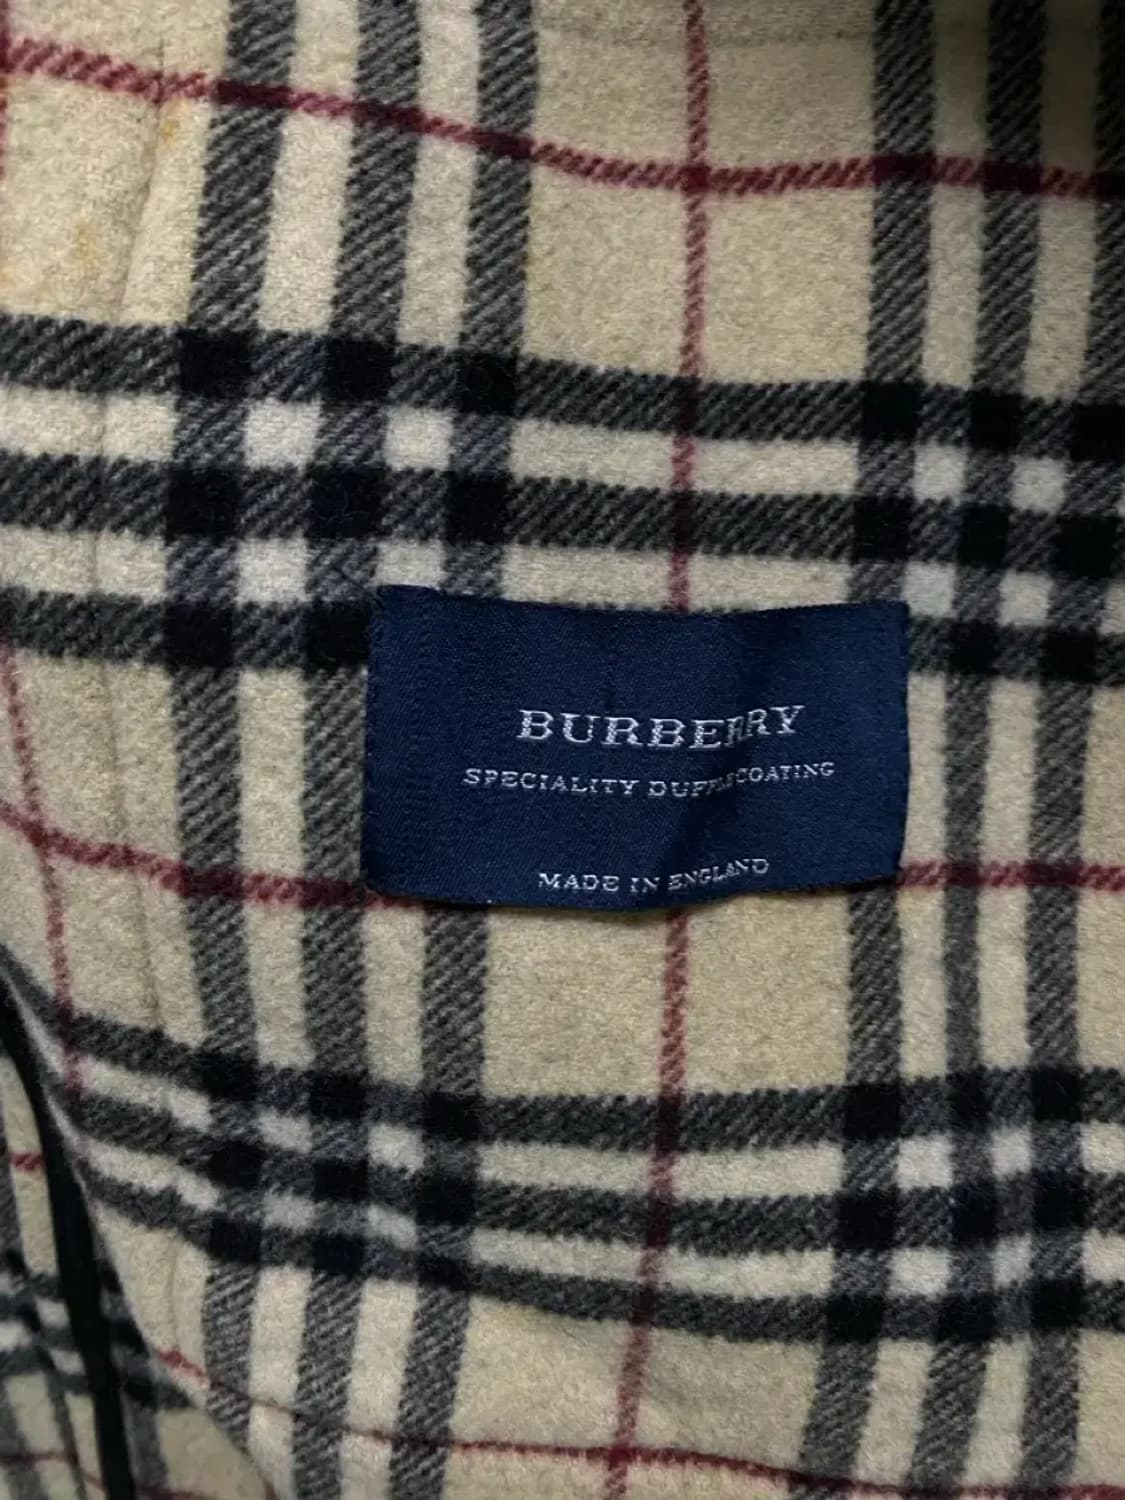 BURBERRY
SPECIALITY DUFFLECOATING
MADE IN ENGLAND